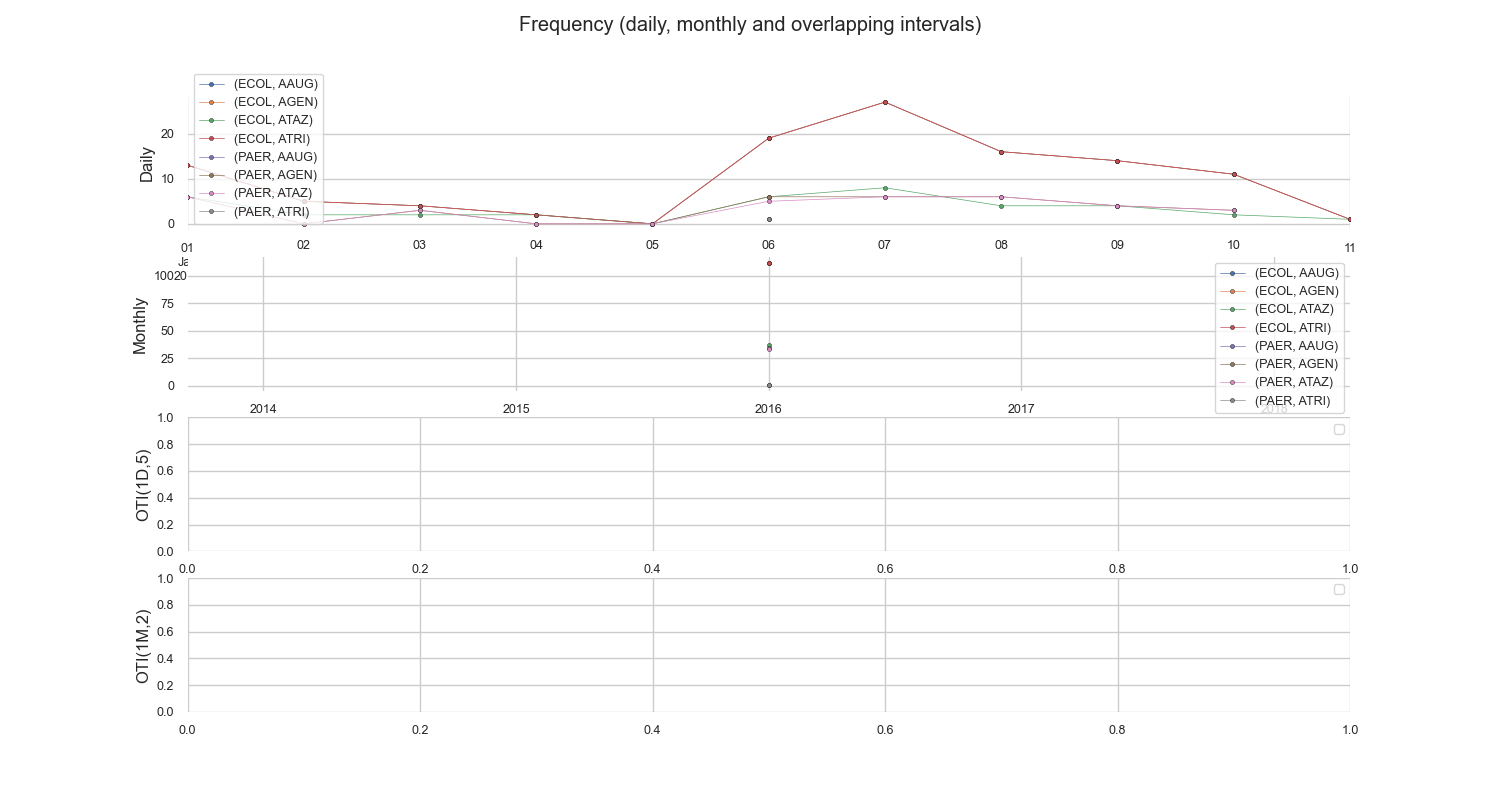 Frequency (daily, monthly and overlapping intervals)
(ECOL, AAUG)
(ECOL, AGEN)
(ECOL, ATAZ)
(ECOL, ATRI)
(PAER, AAUG)
(PAER, AGEN)
(PAER, ATAZ)
(PAER, ATRI)
Daily
20
10
0
01 02 03 04 05 06 07 08 09 10 11
Ja
20
(ECOL, AAUG)
(ECOL, AGEN)
(ECOL, ATAZ)
(ECOL, ATRI)
(PAER, AAUG)
(PAER, AGEN)
(PAER, ATAZ)
(PAER, ATRI)
Monthly
100
75
50
25
0
2014 2015 2016 2017 2018
OTI(1D,5)
1.0
0.8
0.6
0.4
0.2
0.0
0.0 0.2 0.4 0.6 0.8 1.0
OTI(1M,2)
1.0
0.8
0.6
0.4
0.2
0.0
0.0 0.2 0.4 0.6 0.8 1.0